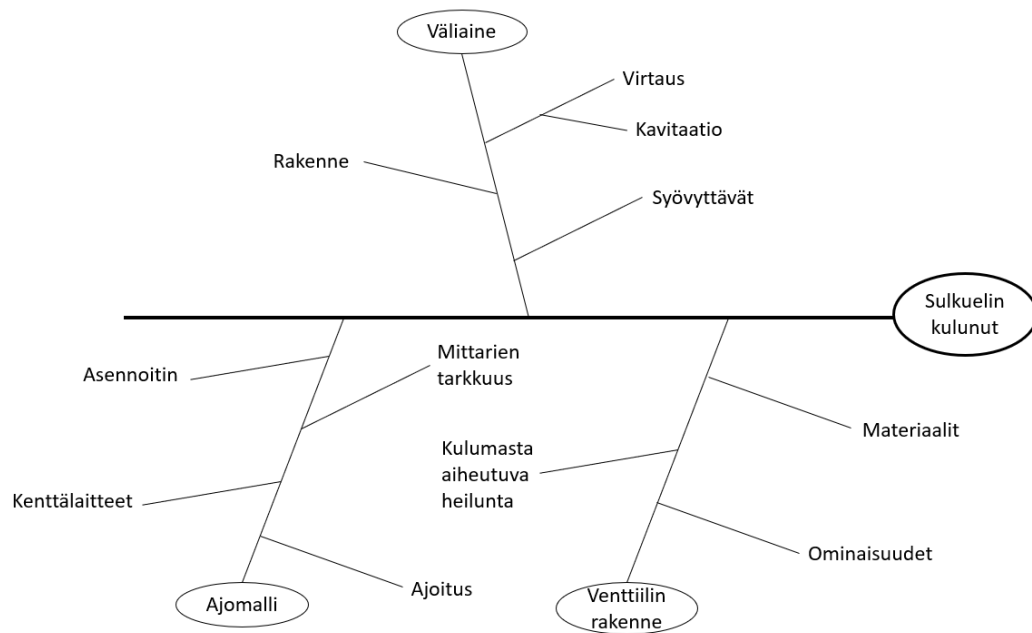 Väliaine
Virtaus
Kavitaatio
Rakenne
Syövyttävät
Sulkuelin
kulunut
Asennoitin
Mittarien
tarkkuus
Materiaalit
Kulumasta
aiheutuva
heilunta
Kenttälaitteet
Ominaisuudet
Ajoitus
Ajomalli
Venttiilin
rakenne